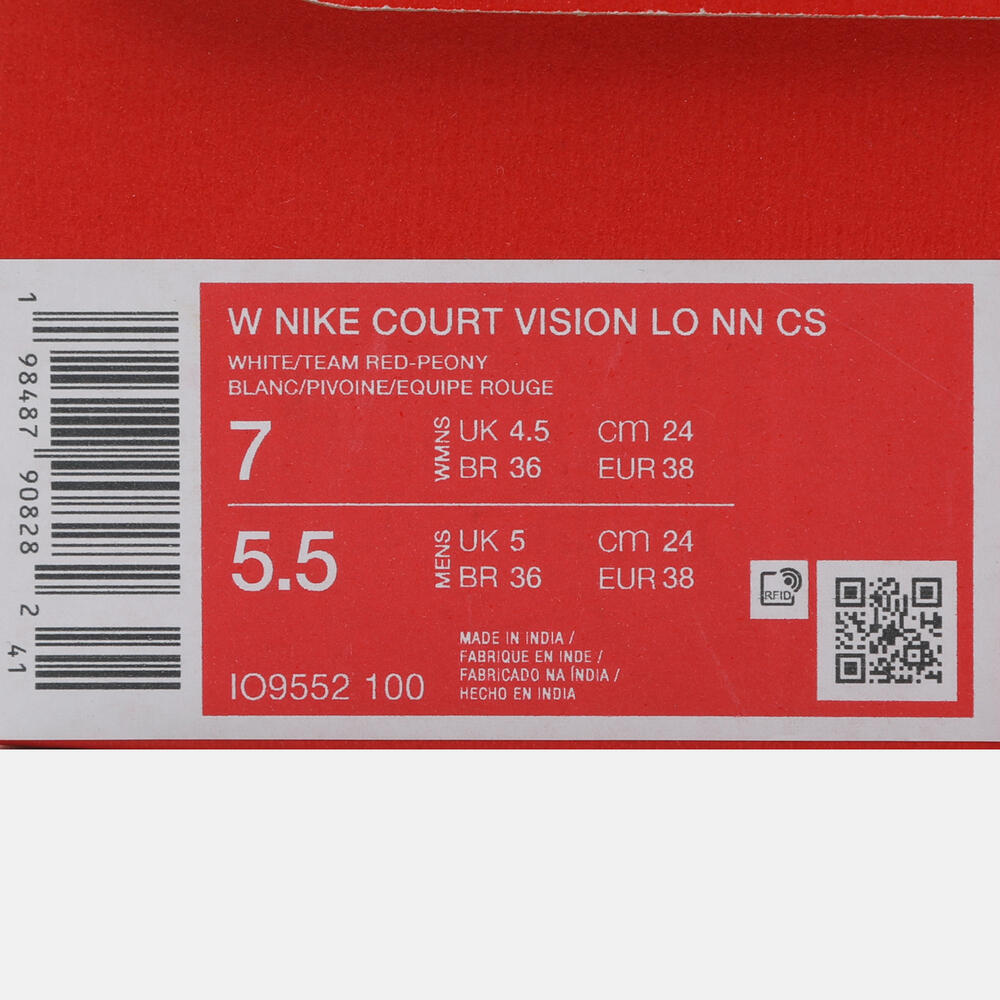 W NIKE COURT VISION LO NN CS
WHITE/TEAM RED-PEONY
BLANC/PIVOINE/EQUIPE ROUGE
7 WMNS UK 4.5 CM 24
BR 36 EUR 38
5.5 MENS UK 5 CM 24
BR 36 EUR 38
MADE IN INDIA /
FABRIQUE EN INDE /
FABRICADO NA ÍNDIA /
HECHO EN INDIA
IO9552 100
RFID
1 98487 90828 2 41